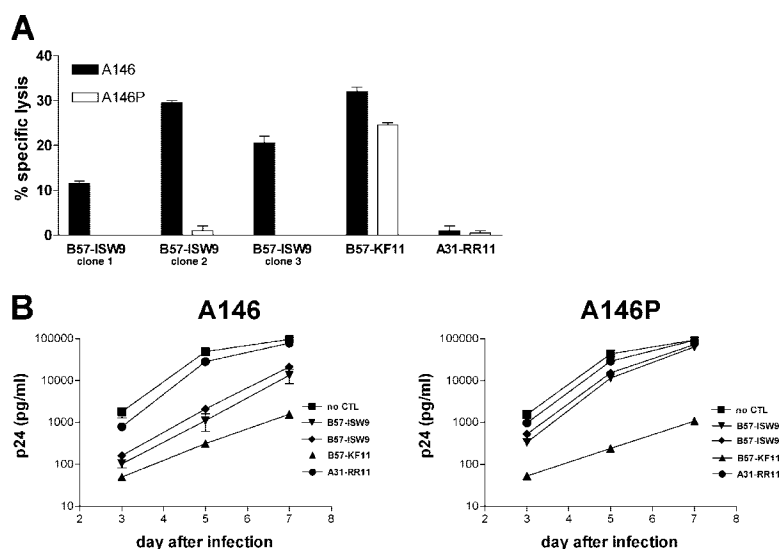 A
40
30
20
10
0
% specific lysis
A146
A146P
B57-ISW9
clone 1
B57-ISW9
clone 2
B57-ISW9
clone 3
B57-KF11
A31-RR11
B
A146
100000
10000
1000
100
10
p24 (pg/ml)
2 3 4 5 6 7 8
day after infection
no CTL
B57-ISW9
B57-ISW9
B57-KF11
A31-RR11
A146P
100000
10000
1000
100
10
p24 (pg/ml)
2 3 4 5 6 7 8
day after infection
no CTL
B57-ISW9
B57-ISW9
B57-KF11
A31-RR11